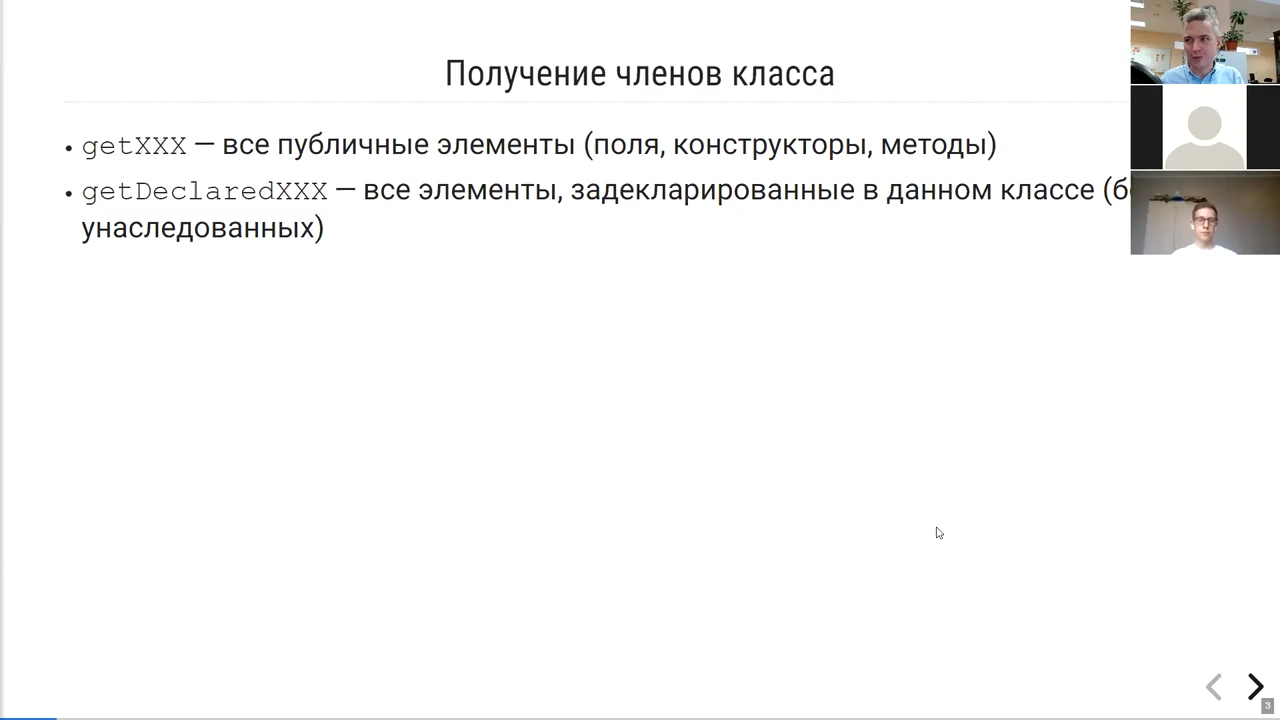 Получение членов класса
• getXXX — все публичные элементы (поля, конструкторы, методы)
• getDeclaredXXX — все элементы, задекларированные в данном классе
унаследованных)
3